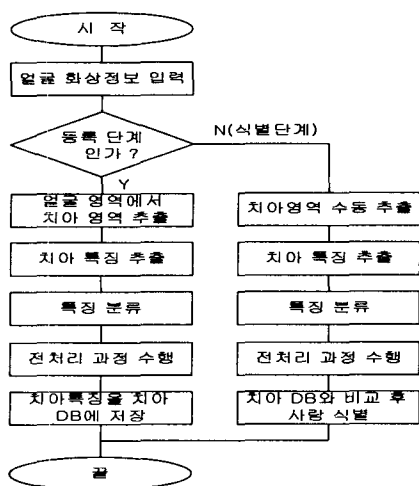 시 작
얼굴 화상정보 입력
등록 단계
인가 ?
N(식별단계)
Y
얼굴 영역에서
치아 영역 추출
치아 특징 추출
특징 분류
전처리 과정 수행
치아특징을 치아
DB에 저장
치아영역 수동 추출
치아 특징 추출
특징 분류
전처리 과정 수행
치아 DB와 비교 후
사람 식별
끝